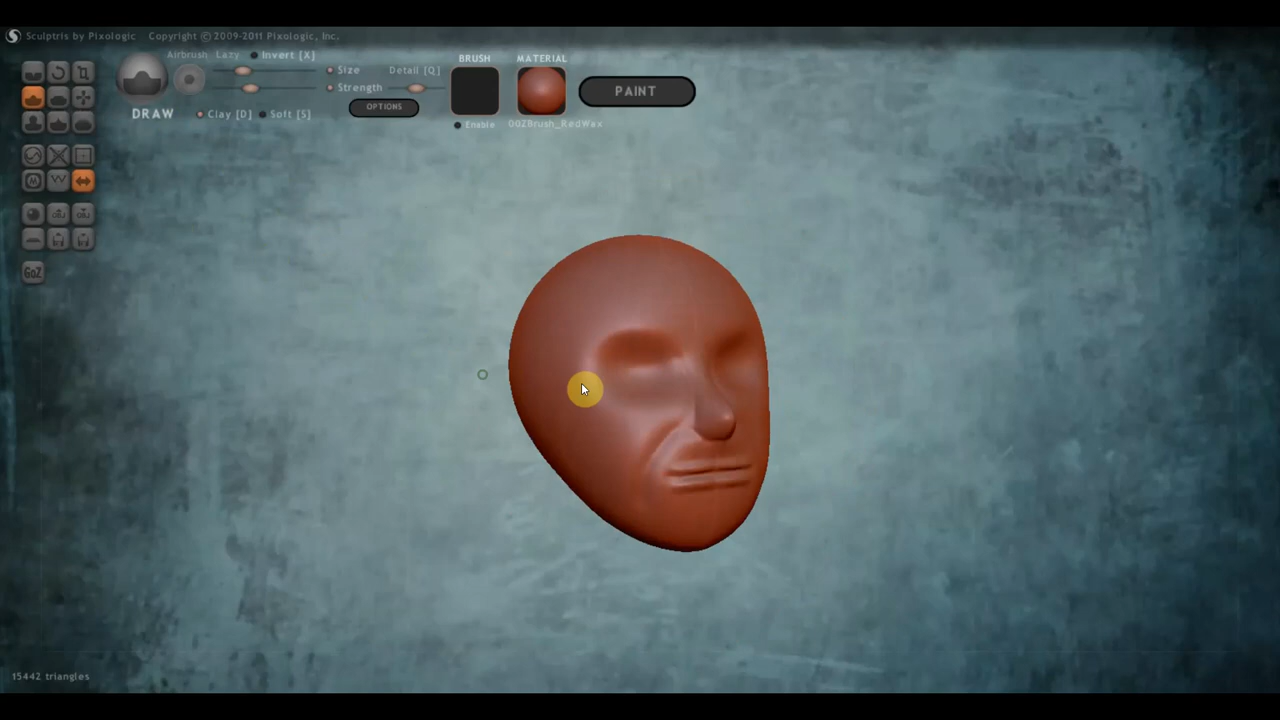 Sculptris by Pixologic Copyright © 2009-2011 Pixologic, Inc.
Airbrush Lazy Invert [X]
Size Detail [Q]
Strength
OPTIONS
DRAW Clay [D] Soft [S]
BRUSH
Enable
MATERIAL
00ZBrush_RedWax
PAINT
GoZ
15442 triangles